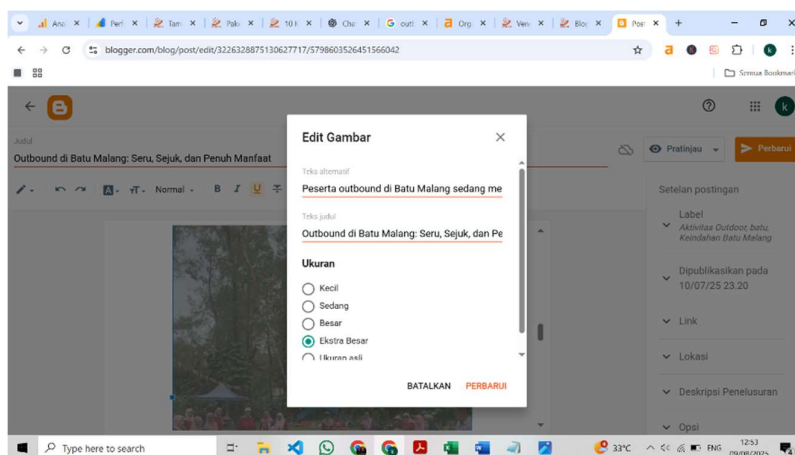 Ana
Perf
Tam
Pak
10 H
Cha
outl
Org
Ven
Bloc
Pos
blogger.com/blog/post/edit/3226328875130627717/5798603526451566042
Semua Bookmark
Judul
Outbound di Batu Malang: Seru, Sejuk, dan Penuh Manfaat
Pratinjau
Perbarui
Normal
B I U
Edit Gambar
Teks alternatif
Peserta outbound di Batu Malang sedang me
Teks judul
Outbound di Batu Malang: Seru, Sejuk, dan Pe
Ukuran
Kecil
Sedang
Besar
Ekstra Besar
Ukuran asli
BATALKAN PERBARUI
Setelan postingan
Label
Aktivitas Outdoor, batu,
Keindahan Batu Malang
Dipublikasikan pada
10/07/25 23.20
Link
Lokasi
Deskripsi Penelusuran
Opsi
Type here to search
33°C
ENG
12:53
09/08/2025